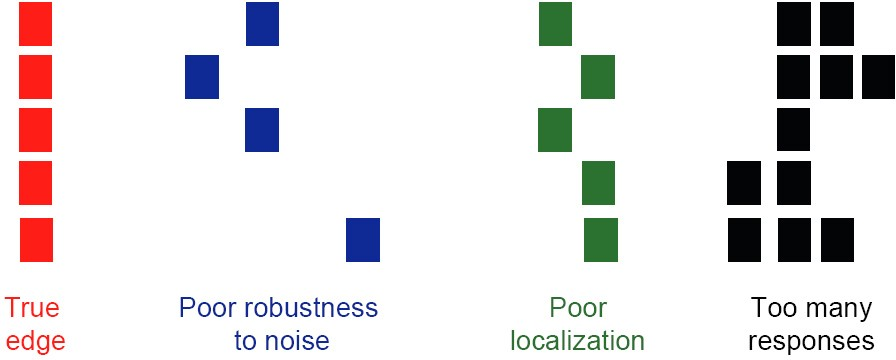 True
edge
Poor robustness
to noise
Poor
localization
Too many
responses